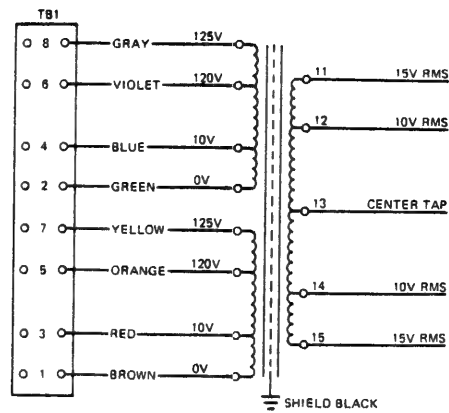 TB1
8 GRAY 125V
6 VIOLET 120V
4 BLUE 10V
2 GREEN 0V
7 YELLOW 125V
5 ORANGE 120V
3 RED 10V
1 BROWN 0V
11 15V RMS
12 10V RMS
13 CENTER TAP
14 10V RMS
15 15V RMS
SHIELD BLACK